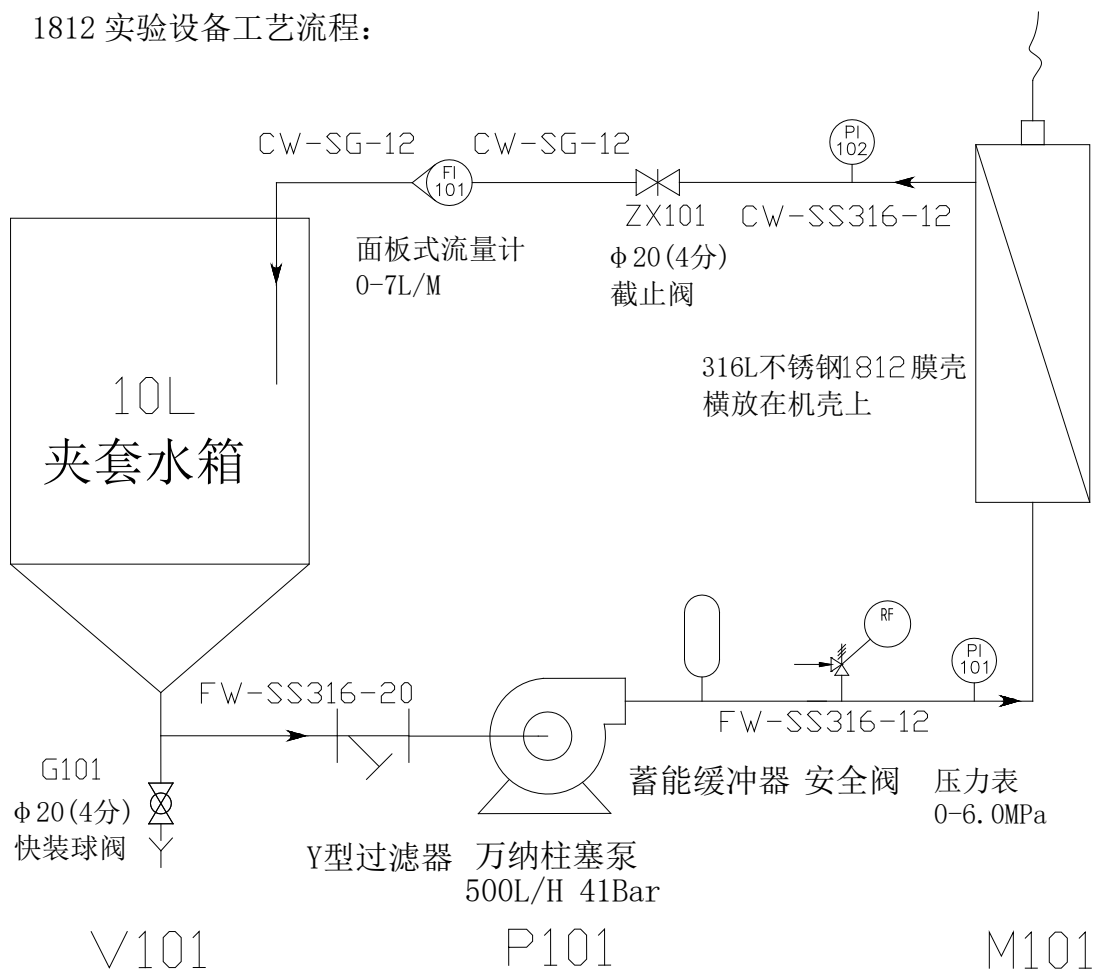 1812 实验设备工艺流程:
CW-SG-12
CW-SG-12
PI
102
FI
101
ZX101
CW-SS316-12
面板式流量计
0-7L/M
φ20(4分)
截止阀
10L
夹套水箱
316L不锈钢1812膜壳
横放在机壳上
RF
PI
101
FW-SS316-20
FW-SS316-12
G101
φ20(4分)
快装球阀
蓄能缓冲器
安全阀
压力表
0-6.0MPa
Y型过滤器
万纳柱塞泵
500L/H 41Bar
V101
P101
M101